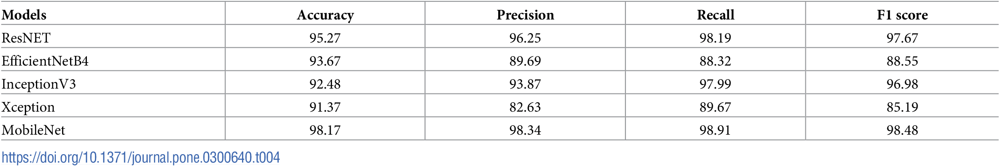 Models Accuracy Precision Recall F1 score
ResNET 95.27 96.25 98.19 97.67
EfficientNetB4 93.67 89.69 88.32 88.55
InceptionV3 92.48 93.87 97.99 96.98
Xception 91.37 82.63 89.67 85.19
MobileNet 98.17 98.34 98.91 98.48
https://doi.org/10.1371/journal.pone.0300640.t004